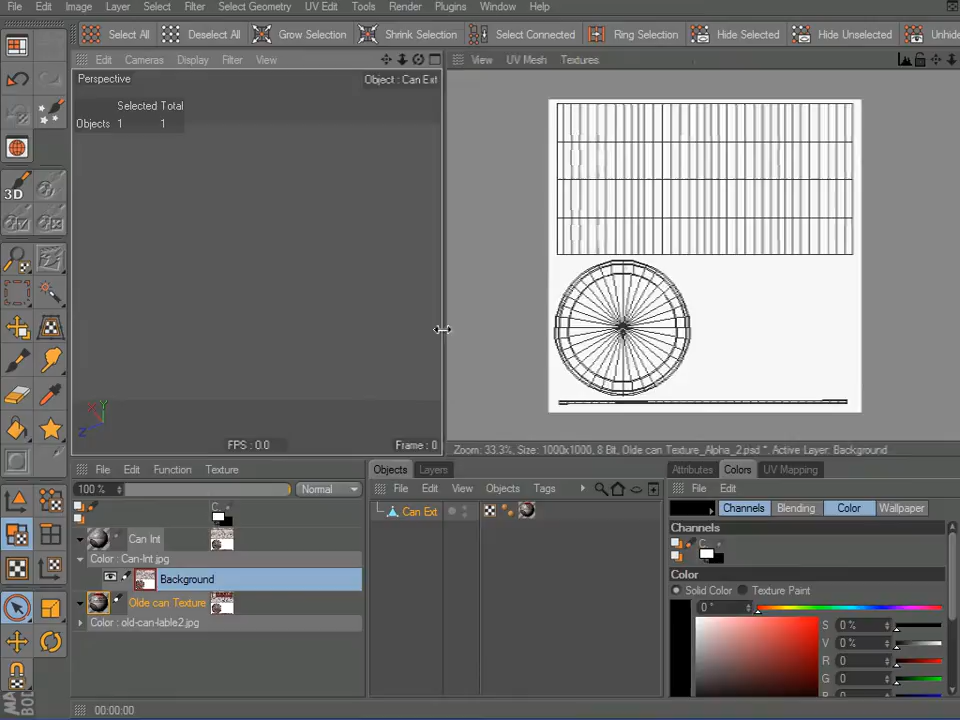 File Edit Image Layer Select Filter Select Geometry UV Edit Tools Render Plugins Window Help
Select All Deselect All Grow Selection Shrink Selection Select Connected Ring Selection Hide Selected Hide Unselected Unhide
Edit Cameras Display Filter View
View UV Mesh Textures
Perspective
Object : Can Ext
Selected Total
Objects 1 1
3D
FPS : 0.0
Frame : 0
Zoom: 33.3%, Size: 1000x1000, 8 Bit, Olde can Texture_Alpha_2.psd *, Active Layer: Background
File Edit Function Texture
Objects Layers
Attributes Colors UV Mapping
100 % Normal
File Edit View Objects Tags
File Edit
C..
Can Ext
Channels Blending Color Wallpaper
Can Int
Channels
Color : Can-Int.jpg
C..
Background
Color
Olde can Texture
Solid Color Texture Paint
Color : old-can-lable2.jpg
0 °
S 0 %
V 0 %
R 0
G 0
00:00:00